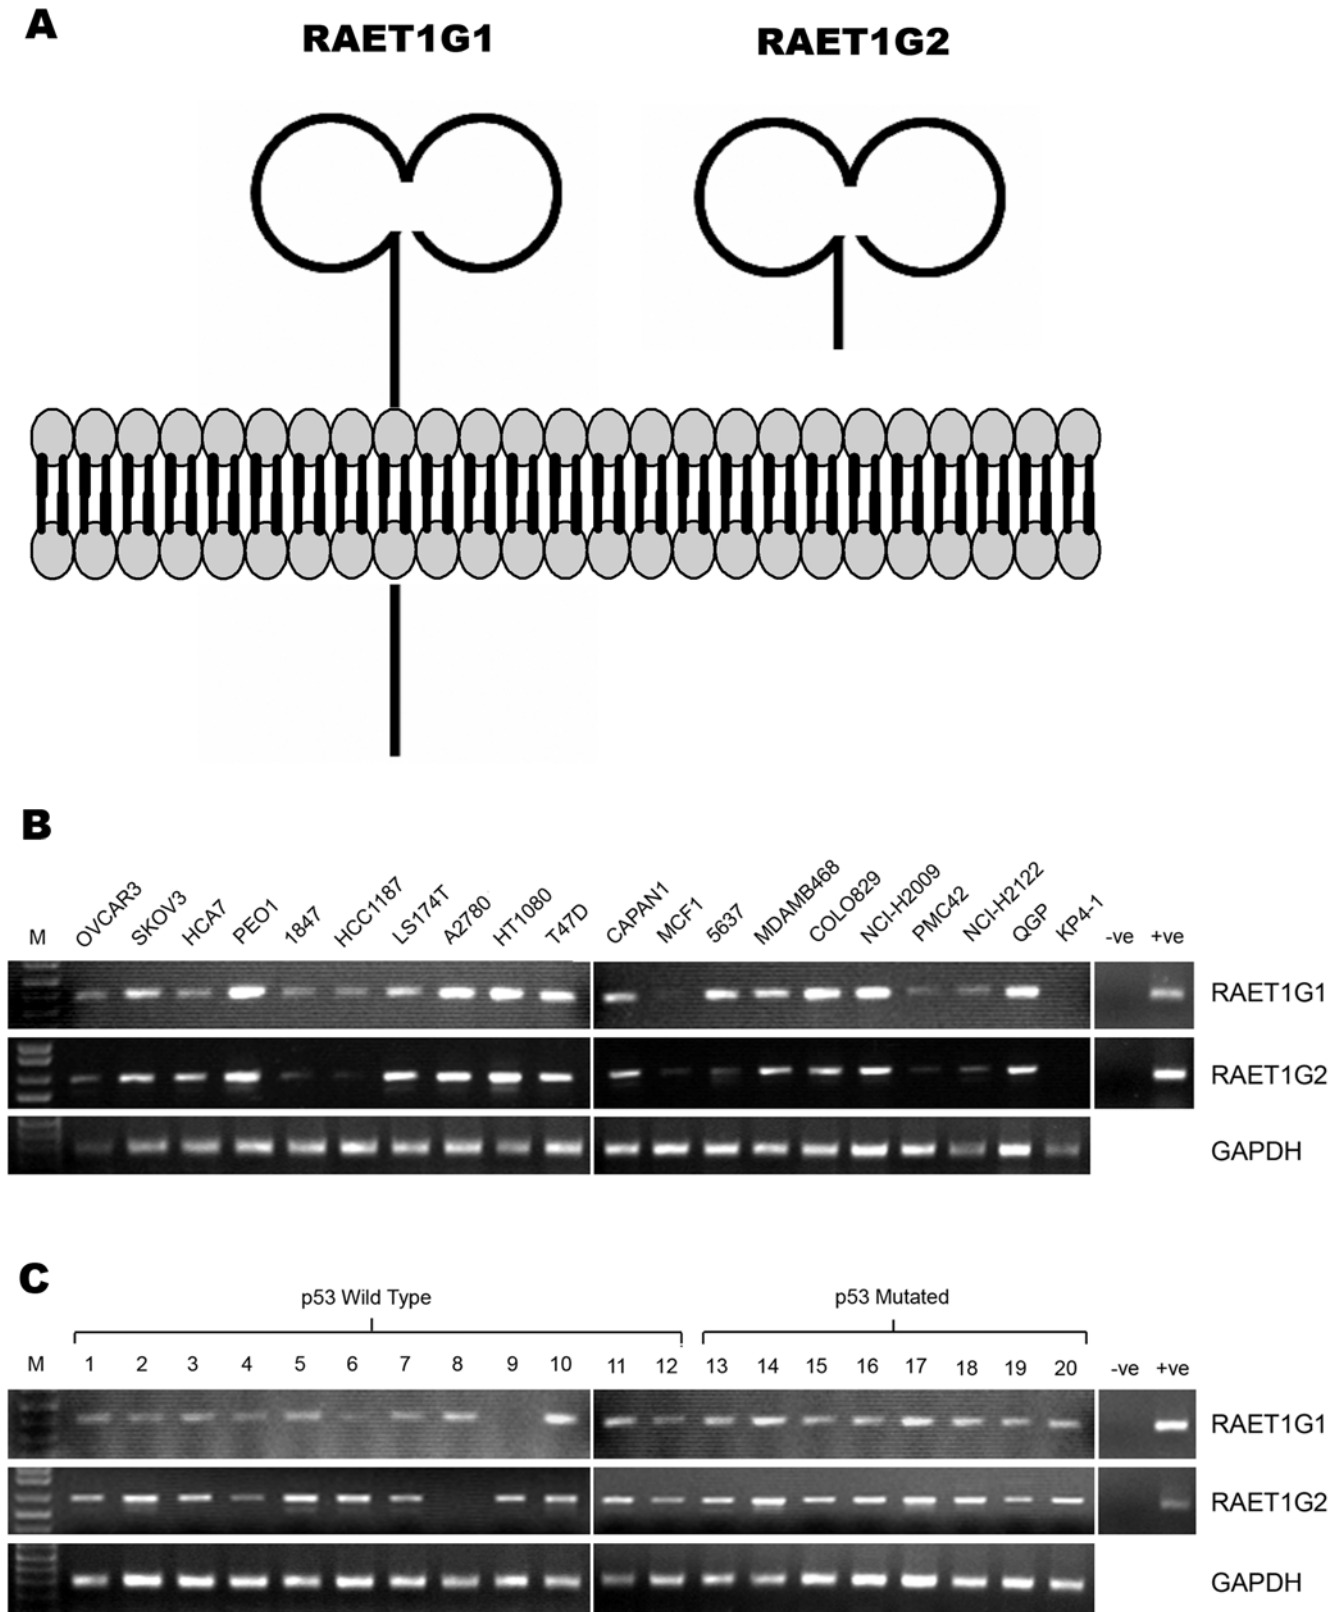 A
RAET1G1 RAET1G2
B
M OVCAR3 SKOV3 HCA7 PEO1 1847 HCC1187 LS174T A2780 HT1080 T47D CAPAN1 MCF1 5637 MDAMB468 COLO829 NCI-H2009 PMC42 NCI-H2122 QGP KP4-1 -ve +ve
RAET1G1
RAET1G2
GAPDH
C
p53 Wild Type p53 Mutated
M 1 2 3 4 5 6 7 8 9 10 11 12 13 14 15 16 17 18 19 20 -ve +ve
RAET1G1
RAET1G2
GAPDH